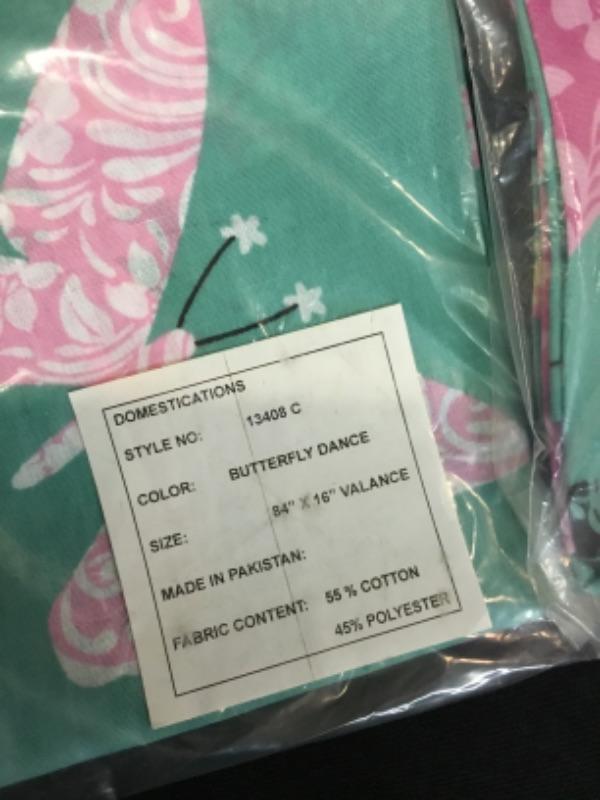 DOMESTICATIONS
STYLE NO: 13408 C
COLOR: BUTTERFLY DANCE
SIZE: 84" X 16" VALANCE
MADE IN PAKISTAN:
FABRIC CONTENT: 55 % COTTON
45% POLYESTER